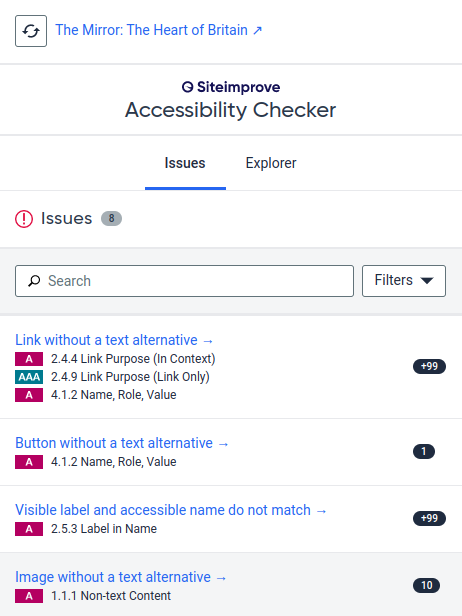 The Mirror: The Heart of Britain ↗
Siteimprove
Accessibility Checker
Issues Explorer
Issues 8
Search Filters
Link without a text alternative →
A 2.4.4 Link Purpose (In Context)
+99
AAA 2.4.9 Link Purpose (Link Only)
A 4.1.2 Name, Role, Value
Button without a text alternative →
1
A 4.1.2 Name, Role, Value
Visible label and accessible name do not match →
+99
A 2.5.3 Label in Name
Image without a text alternative →
10
A 1.1.1 Non-text Content